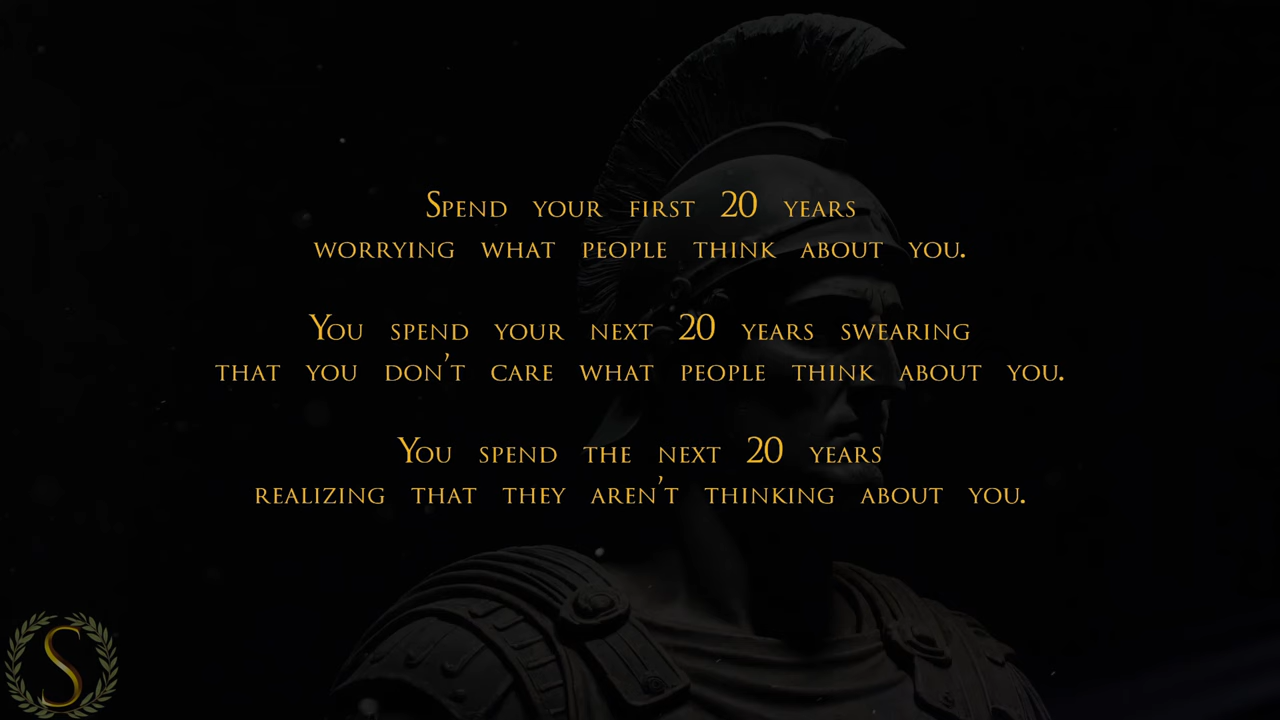 Spend your first 20 years
worrying what people think about you.
You spend your next 20 years swearing
that you don't care what people think about you.
You spend the next 20 years
realizing that they aren't thinking about you.
S